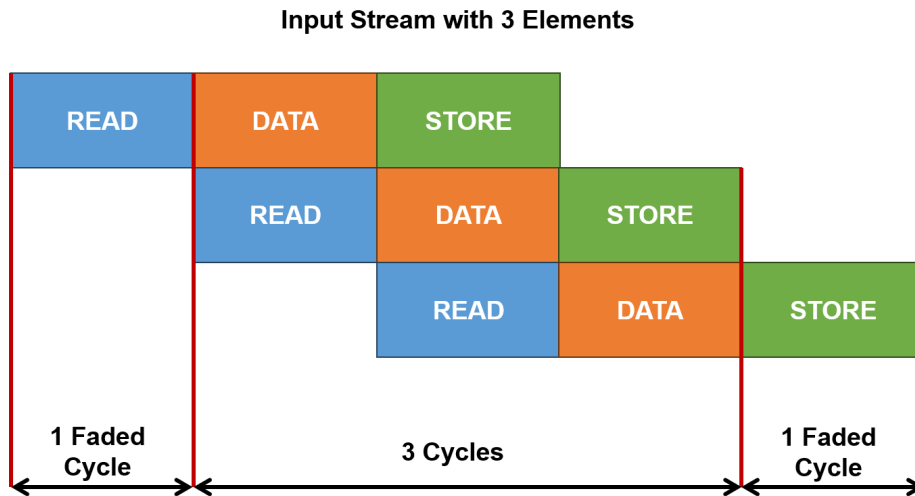 Input Stream with 3 Elements
READ DATA STORE
READ DATA STORE
READ DATA STORE
1 Faded
Cycle
3 Cycles
1 Faded
Cycle